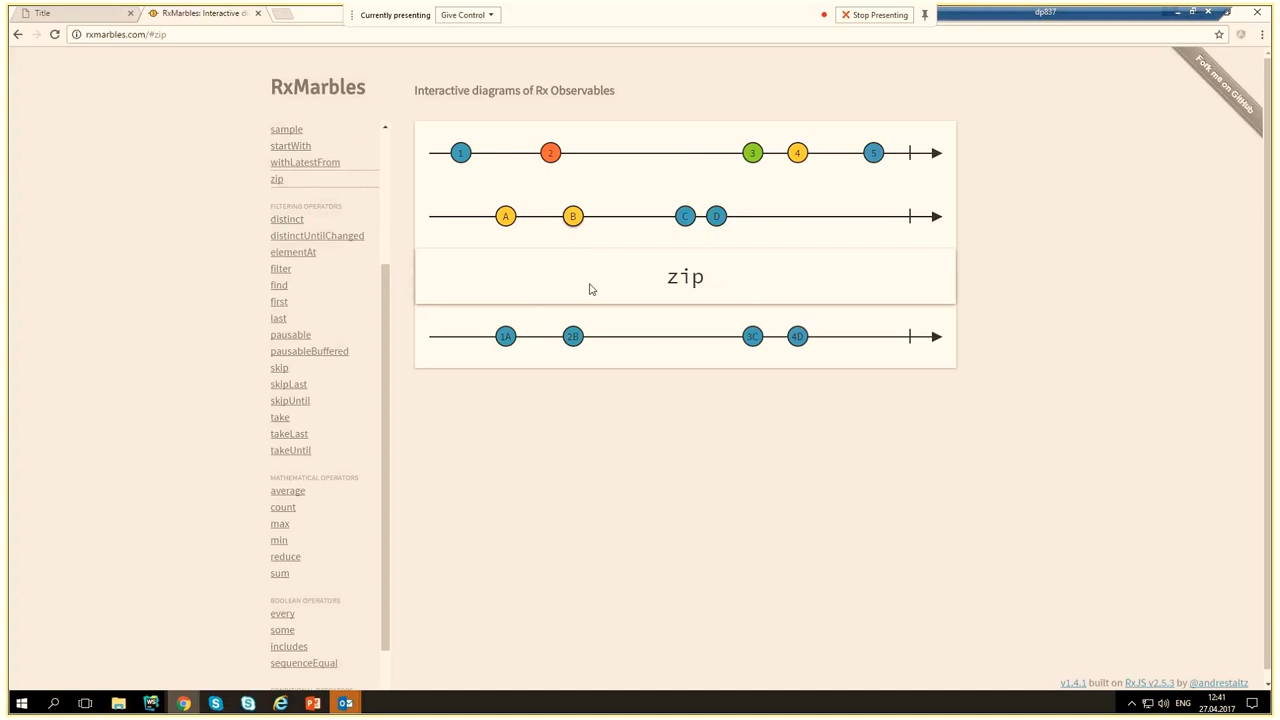 Title
RxMarbles: Interactive di
Currently presenting
Give Control
Stop Presenting
dp837
rxmarbles.com/#zip
Fork me on GitHub
RxMarbles
Interactive diagrams of Rx Observables
sample
startWith
withLatestFrom
zip
FILTERING OPERATORS
distinct
distinctUntilChanged
elementAt
filter
find
first
last
pausable
pausableBuffered
skip
skipLast
skipUntil
take
takeLast
takeUntil
MATHEMATICAL OPERATORS
average
count
max
min
reduce
sum
BOOLEAN OPERATORS
every
some
includes
sequenceEqual
1 2 3 4 5
A B C D
zip
1A 2B 3C 4D
v1.4.1 built on RxJS v2.5.3 by @andrestaltz
ENG
12:41
27.04.2017